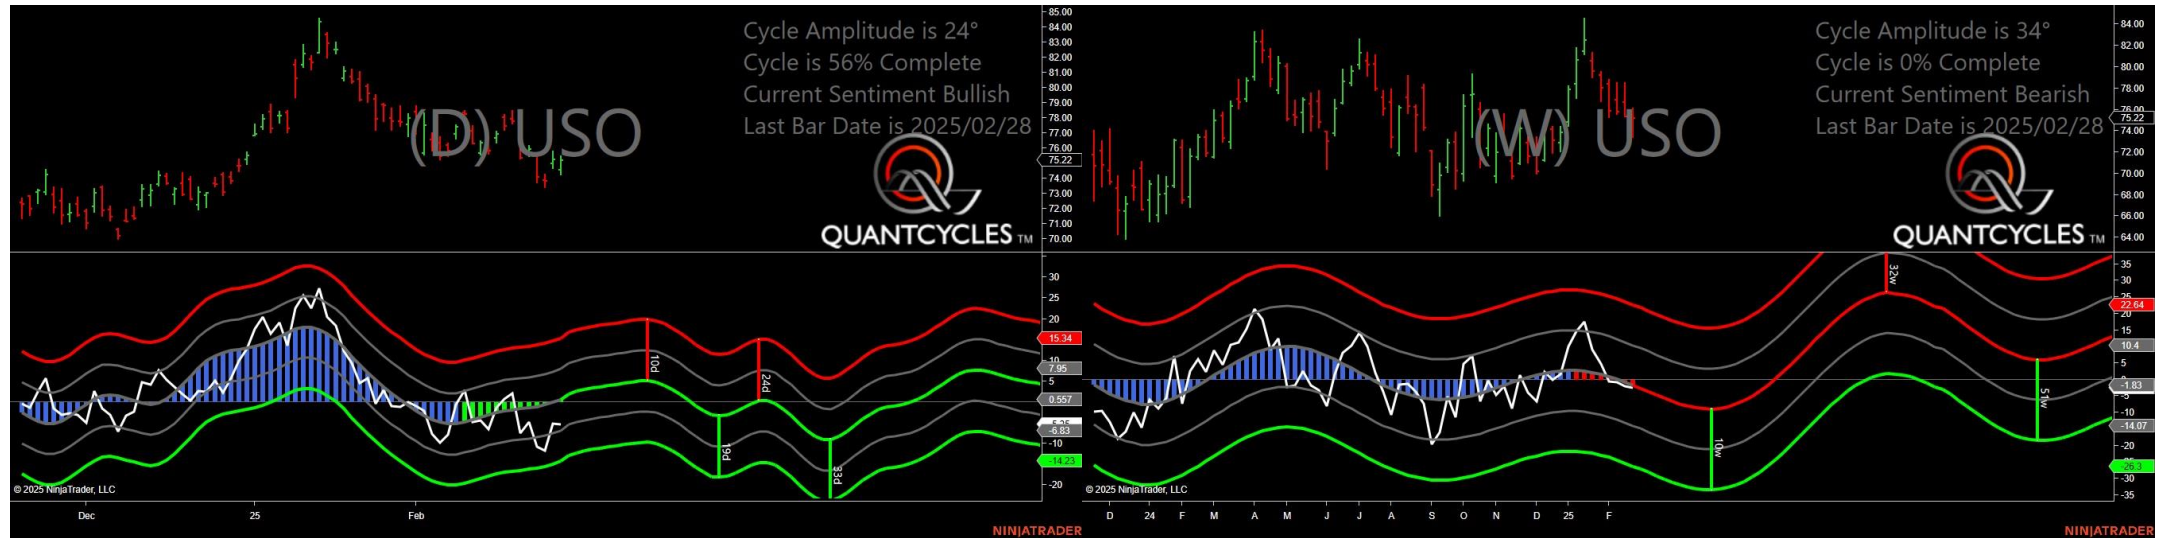 Cycle Amplitude is 24°
Cycle is 56% Complete
Current Sentiment Bullish
Last Bar Date is 2025/02/28
(D) USO
QUANTCYCLES TM
85.00
84.00
83.00
82.00
81.00
80.00
79.00
78.00
77.00
76.00
75.22
74.00
73.00
72.00
71.00
70.00
30
25
20
15.34
10
7.95
5
0.557
-6.83
-10
-14.23
-20
10d
19d
24d
33d
© 2025 NinjaTrader, LLC
Dec
25
Feb
NINJATRADER
Cycle Amplitude is 34°
Cycle is 0% Complete
Current Sentiment Bearish
Last Bar Date is 2025/02/28
(W) USO
QUANTCYCLES TM
84.00
82.00
80.00
78.00
76.00
75.22
74.00
72.00
70.00
68.00
66.00
64.00
35
30
25
22.64
20
15
10.4
5
-1.83
-5
-10
-14.07
-20
-26.3
-30
-35
10w
32w
51w
© 2025 NinjaTrader, LLC
D
24
F
M
A
M
J
J
A
S
O
N
D
25
F
NINJATRADER